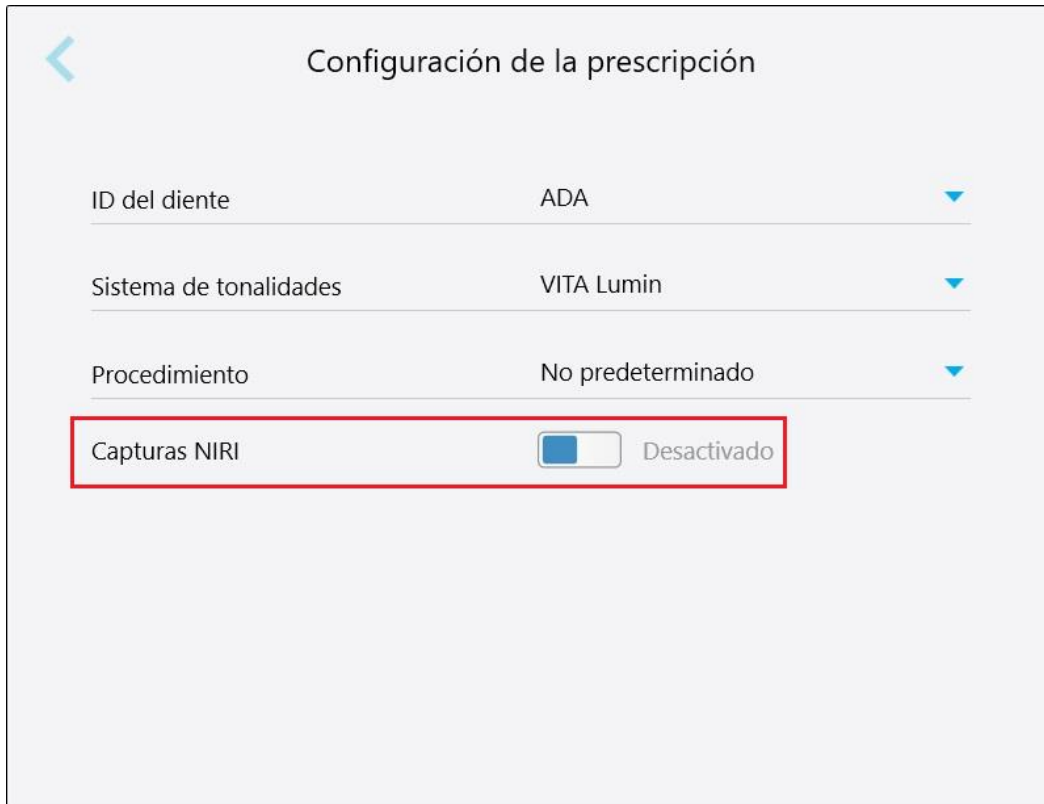 Configuración de la prescripción
ID del diente ADA
Sistema de tonalidades VITA Lumin
Procedimiento No predeterminado
Capturas NIRI Desactivado